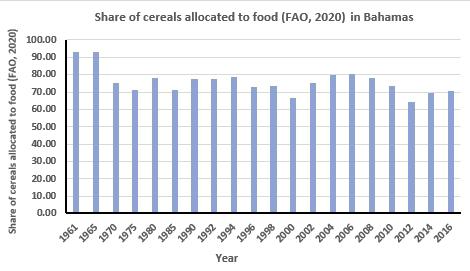 Share of cereals allocated to food (FAO, 2020) in Bahamas
Share of cereals allocated to food (FAO, 2020)
100.00
90.00
80.00
70.00
60.00
50.00
40.00
30.00
20.00
10.00
0.00
1961 1965 1970 1975 1980 1985 1990 1992 1994 1996 1998 2000 2002 2004 2006 2008 2010 2012 2014 2016
Year